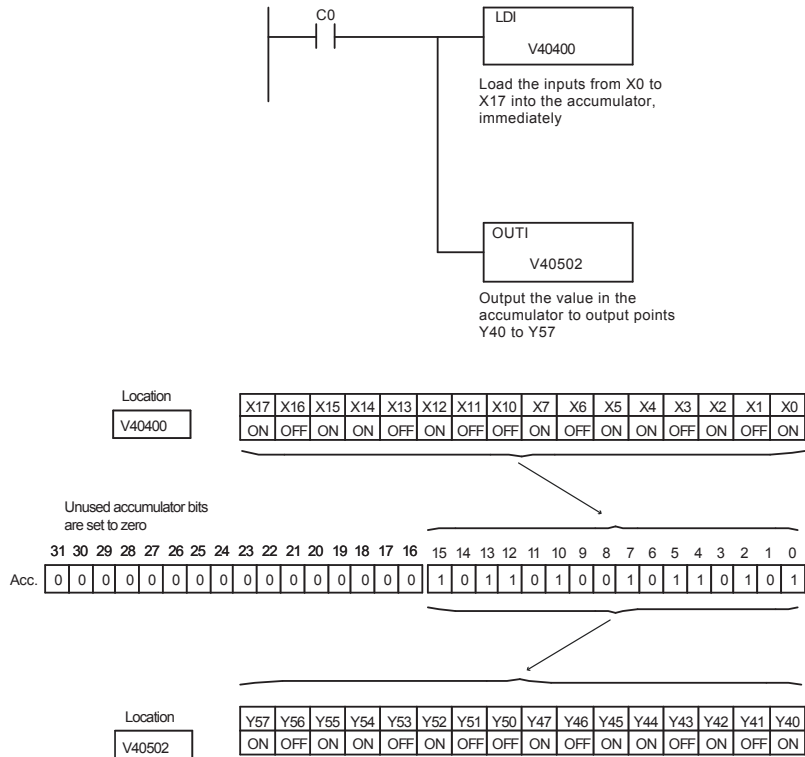 C0
LDI
V40400
Load the inputs from X0 to
X17 into the accumulator,
immediately
OUTI
V40502
Output the value in the
accumulator to output points
Y40 to Y57
Location
V40400
X17 X16 X15 X14 X13 X12 X11 X10 X7 X6 X5 X4 X3 X2 X1 X0
ON OFF ON ON OFF ON OFF OFF ON OFF ON ON OFF ON OFF ON
Unused accumulator bits
are set to zero
31 30 29 28 27 26 25 24 23 22 21 20 19 18 17 16 15 14 13 12 11 10 9 8 7 6 5 4 3 2 1 0
Acc. 0 0 0 0 0 0 0 0 0 0 0 0 0 0 0 0 1 0 1 1 0 1 0 0 1 0 1 1 0 1 0 1
Location
V40502
Y57 Y56 Y55 Y54 Y53 Y52 Y51 Y50 Y47 Y46 Y45 Y44 Y43 Y42 Y41 Y40
ON OFF ON ON OFF ON OFF OFF ON OFF ON ON OFF ON OFF ON